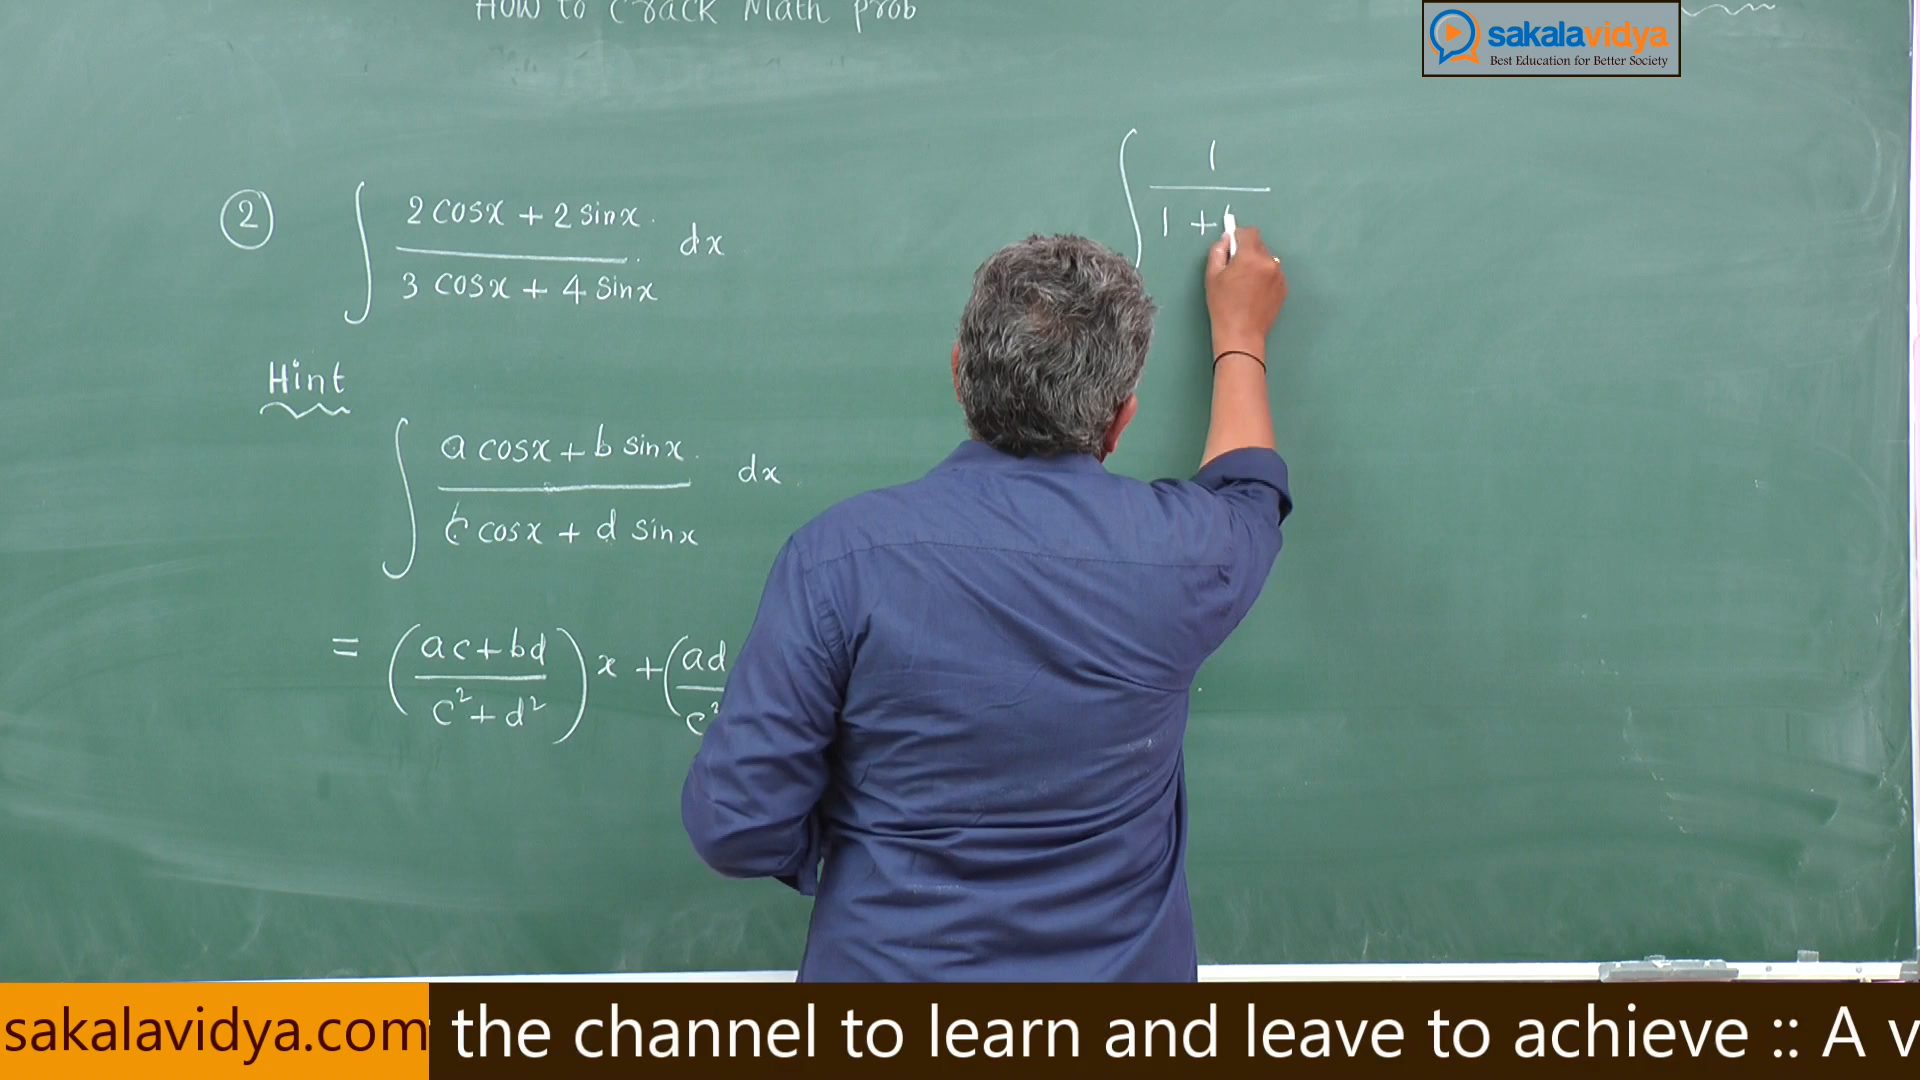 How to Crack Math prob
sakalavidya
Best Education for Better Society
② ∫ (2 cosx + 2 sinx) / (3 cosx + 4 sinx) dx
Hint
∫ (a cosx + b sinx) / (c cosx + d sinx) dx
= ((ac+bd) / (c²+d²)) x + (ad / c²
∫ 1 / (1 +
sakalavidya.com the channel to learn and leave to achieve :: A v